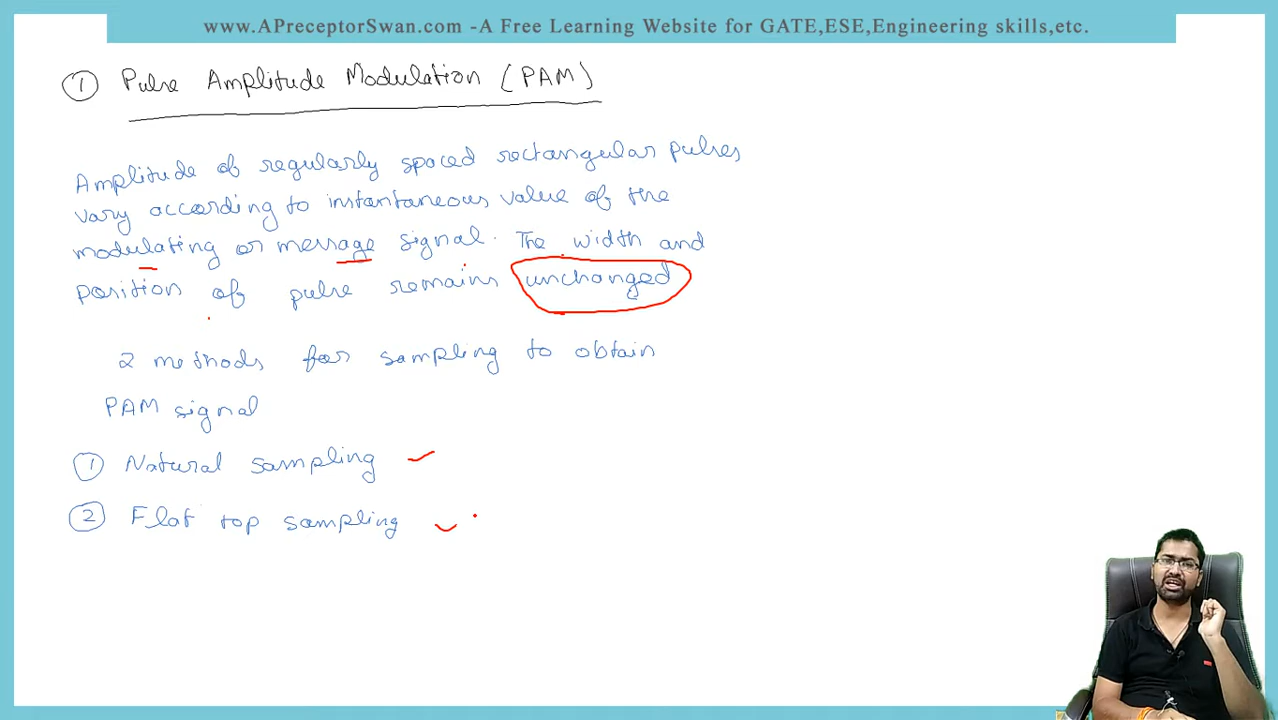 www.APreceptorSwan.com -A Free Learning Website for GATE,ESE,Engineering skills,etc.
① Pulse Amplitude Modulation (PAM)
Amplitude of regularly spaced rectangular pulses
vary according to instantaneous value of the
modulating or message signal. The width and
position of pulse remains unchanged
2 methods for sampling to obtain
PAM signal
① Natural sampling ✓
② Flat top sampling ✓